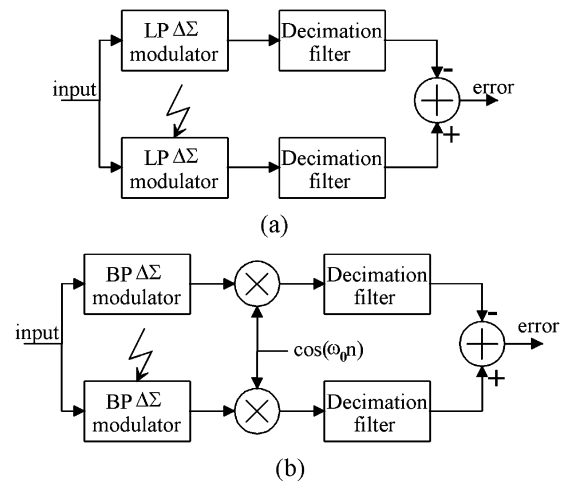 LP ΔΣ
modulator
Decimation
filter
input
-
error
+
LP ΔΣ
modulator
Decimation
filter
(a)
BP ΔΣ
modulator
Decimation
filter
input
-
error
cos(ω₀n)
+
BP ΔΣ
modulator
Decimation
filter
(b)